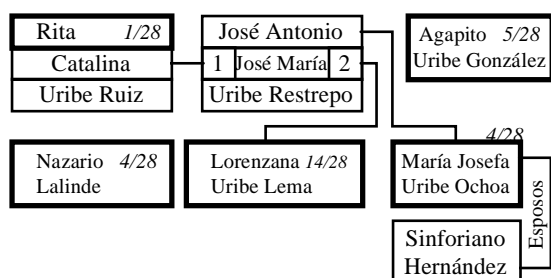 Rita 1/28
Catalina
Uribe Ruiz
José Antonio
1 José María 2
Uribe Restrepo
Agapito 5/28
Uribe González
Nazario 4/28
Lalinde
Lorenzana 14/28
Uribe Lema
4/28
María Josefa
Uribe Ochoa
Esposos
Sinforiano
Hernández